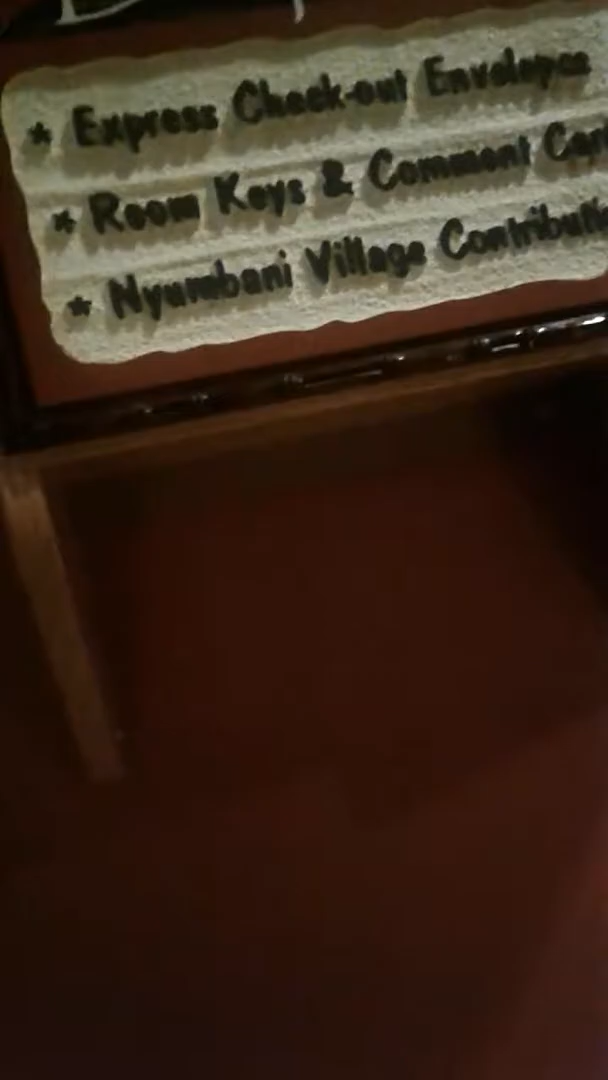 * Express Check-out Envelopes
* Room Keys & Comment
* Nyumbani Village